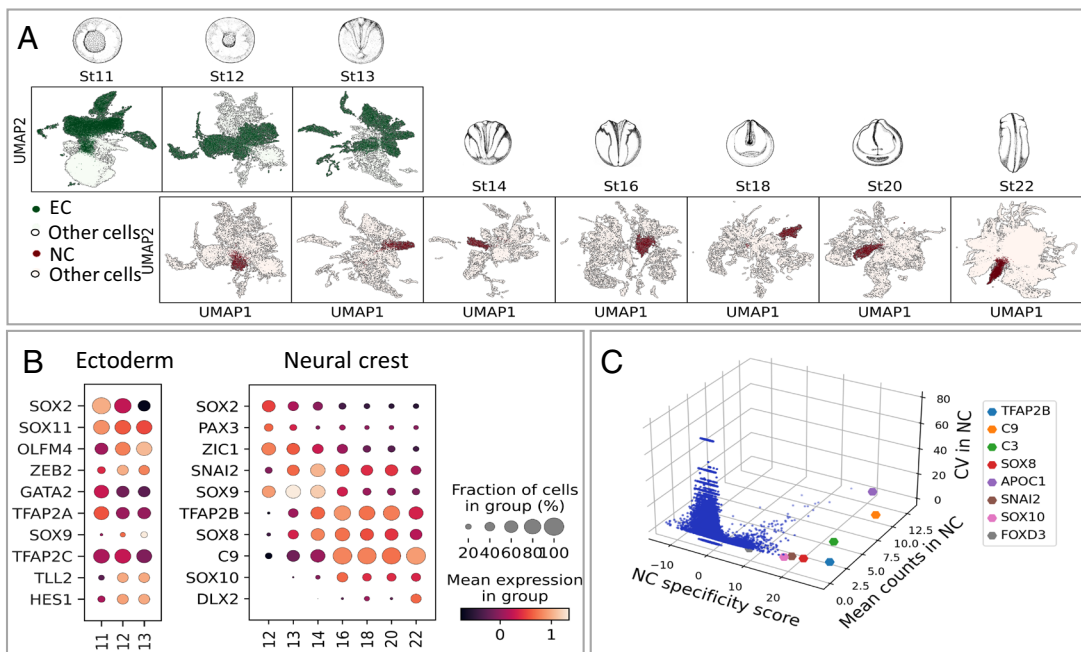 A
St11 St12 St13
UMAP2
St14 St16 St18 St20 St22
EC
Other cells
NC
Other cells
UMAP2
UMAP1 UMAP1 UMAP1 UMAP1 UMAP1 UMAP1 UMAP1
B
Ectoderm
SOX2
SOX11
OLFM4
ZEB2
GATA2
TFAP2A
SOX9
TFAP2C
TLL2
HES1
11 12 13
Neural crest
SOX2
PAX3
ZIC1
SNAI2
SOX9
TFAP2B
SOX8
C9
SOX10
DLX2
12 13 14 16 18 20 22
Fraction of cells
in group (%)
20 40 60 80 100
Mean expression
in group
0 1
C
80
60
40
20
0
CV in NC
12.5
10.0
7.5
5.0
2.5
0.0
Mean counts in NC
−10 0 10 20
NC specificity score
TFAP2B
C9
C3
SOX8
APOC1
SNAI2
SOX10
FOXD3